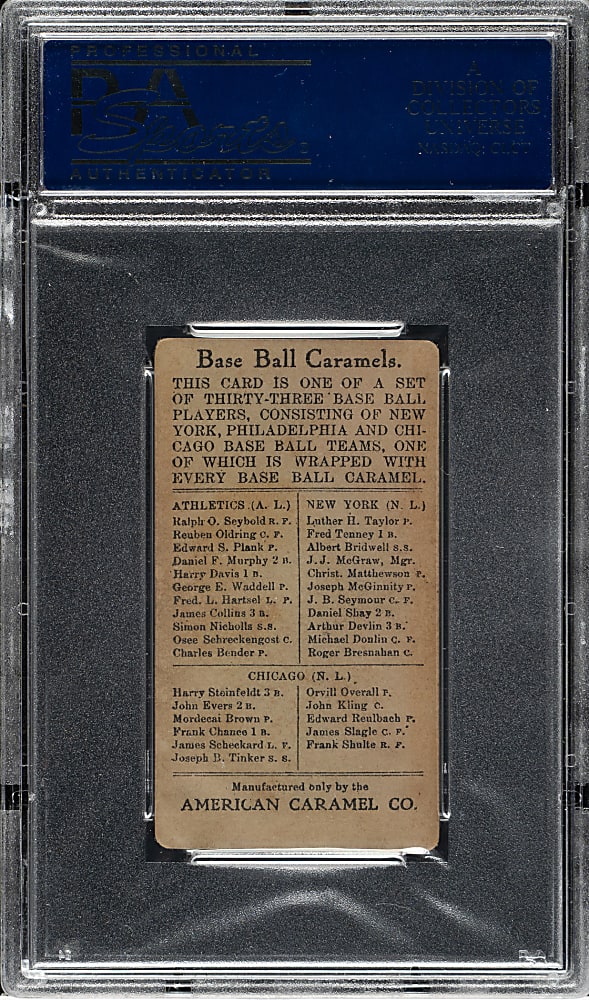 PROFESSIONAL
PSA
AUTHENTICATOR
A
DIVISION OF
COLLECTORS
UNIVERSE
NASDAQ: CLCT
Base Ball Caramels.
THIS CARD IS ONE OF A SET
OF THIRTY-THREE BASE BALL
PLAYERS, CONSISTING OF NEW
YORK, PHILADELPHIA AND CHI-
CAGO BASE BALL TEAMS, ONE
OF WHICH IS WRAPPED WITH
EVERY BASE BALL CARAMEL.
ATHLETICS (A. L.)
Ralph O. Seybold R. F.
Reuben Oldring C. F.
Edward S. Plank P.
Daniel F. Murphy 2 B.
Harry Davis 1 B.
George E. Waddell P.
Fred. L. Hartsel L. F.
James Collins 3 B.
Simon Nicholls S.S.
Osee Schreckengost C.
Charles Bender P.
NEW YORK (N. L.)
Luther H. Taylor P.
Fred Tenney 1 B.
Albert Bridwell S.S.
J. J. McGraw, Mgr.
Christ. Matthewson P.
Joseph McGinnity P.
J. B. Seymour C. F.
Daniel Shay 2 B.
Arthur Devlin 3 B.
Michael Donlin C. F.
Roger Bresnahan C.
CHICAGO (N. L.)
Harry Steinfeldt 3 B.
John Evers 2 B.
Mordecai Brown P.
Frank Chance 1 B.
James Scheckard L. F.
Joseph B. Tinker S. S.
Orvill Overall P.
John Kling C.
Edward Reulbach P.
James Slagle C. F.
Frank Shulte R. F.
Manufactured only by the
AMERICAN CARAMEL CO.